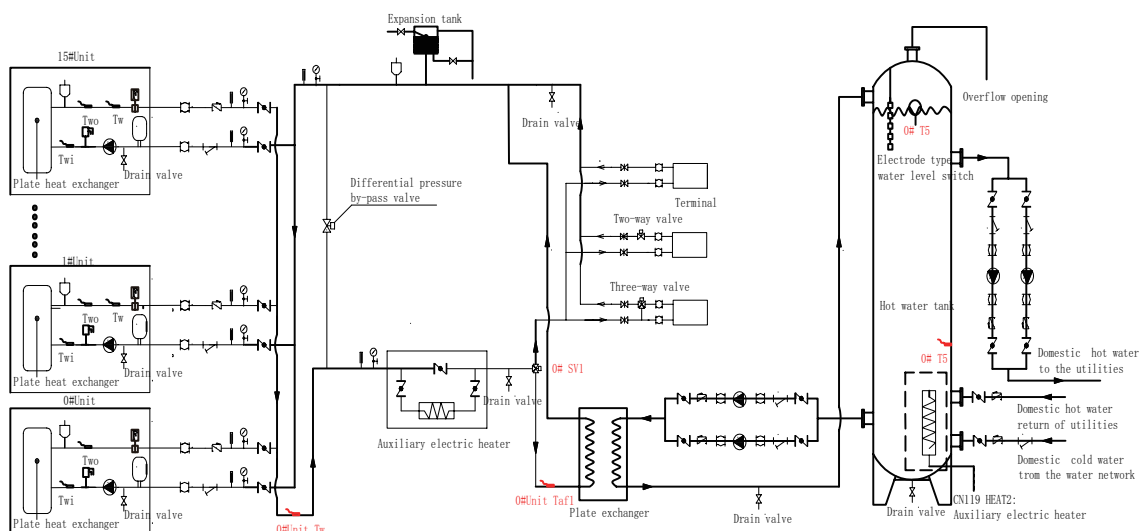 Expansion tank
15#Unit
Two
Tw
Twi
Drain valve
Plate heat exchanger
Differential pressure
by-pass valve
Drain valve
Terminal
Two-way valve
Three-way valve
Overflow opening
0# T5
Electrode type
water level switch
1#Unit
Two
Tw
Twi
Drain valve
Plate heat exchanger
Hot water tank
0# T5
Domestic hot water
to the utilities
0# SV1
Drain valve
Auxiliary electric heater
0#Unit
Two
Tw
Twi
Drain valve
Plate heat exchanger
0#Unit Tw
0#Unit Taf1
Plate exchanger
Drain valve
Domestic hot water
return of utilities
Domestic cold water
trom the water network
CN119 HEAT2:
Auxiliary electric heater
Drain valve